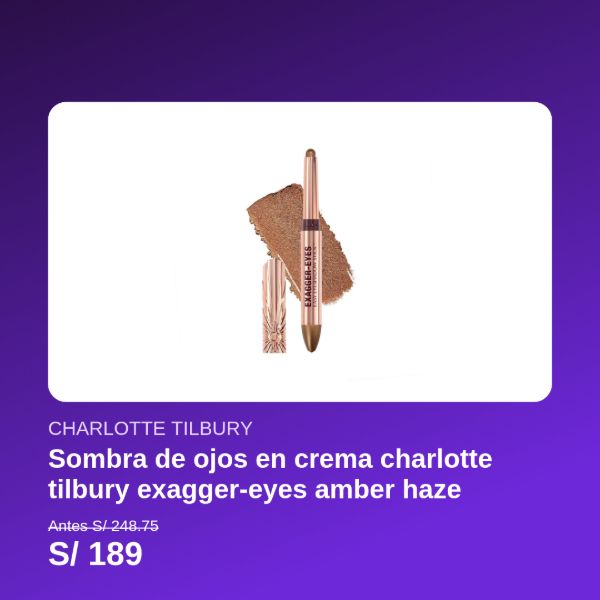 EXAGGER-EYES
CHARLOTTE TILBURY
Sombra de ojos en crema charlotte
tilbury exagger-eyes amber haze
Antes S/ 248.75
S/ 189